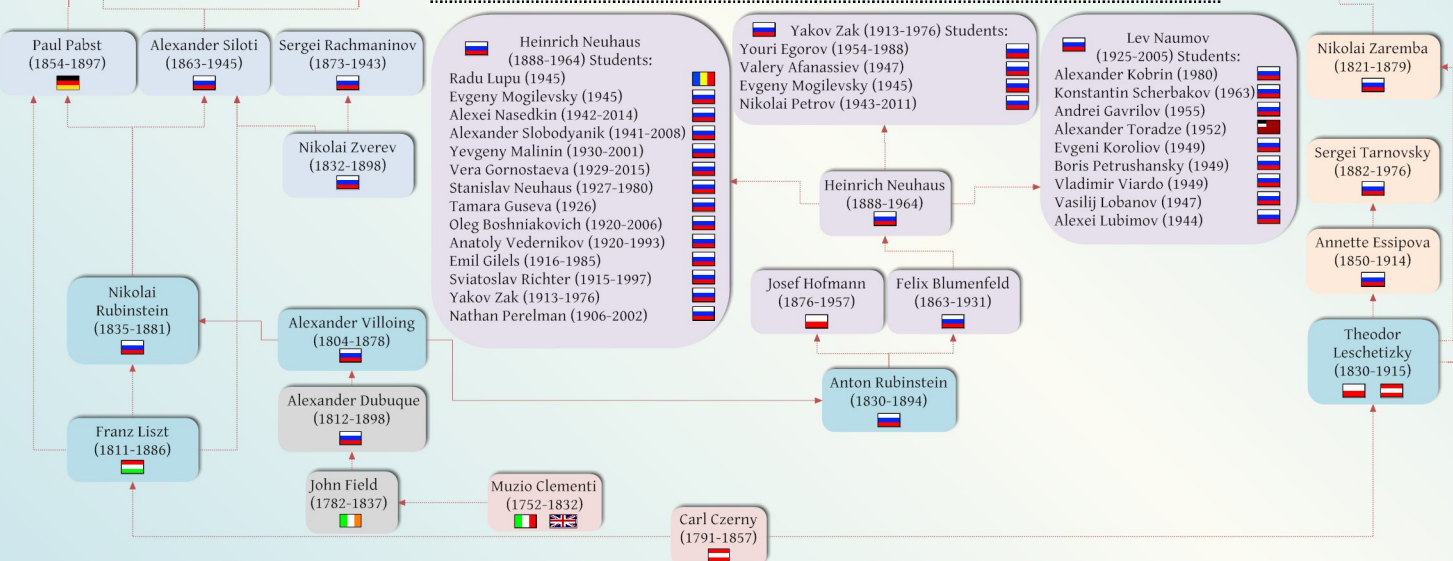 Paul Pabst
(1854-1897)
Alexander Siloti
(1863-1945)
Sergei Rachmaninov
(1873-1943)
Nikolai Zverev
(1832-1898)
Heinrich Neuhaus
(1888-1964) Students:
Radu Lupu (1945)
Evgeny Mogilevsky (1945)
Alexei Nasedkin (1942-2014)
Alexander Slobodyanik (1941-2008)
Yevgeny Malinin (1930-2001)
Vera Gornostaeva (1929-2015)
Stanislav Neuhaus (1927-1980)
Tamara Guseva (1926)
Oleg Boshniakovich (1920-2006)
Anatoly Vedernikov (1920-1993)
Emil Gilels (1916-1985)
Sviatoslav Richter (1915-1997)
Yakov Zak (1913-1976)
Nathan Perelman (1906-2002)
Yakov Zak (1913-1976) Students:
Youri Egorov (1954-1988)
Valery Afanassiev (1947)
Evgeny Mogilevsky (1945)
Nikolai Petrov (1943-2011)
Lev Naumov
(1925-2005) Students:
Alexander Kobrin (1980)
Konstantin Scherbakov (1963)
Andrei Gavrilov (1955)
Alexander Toradze (1952)
Evgeni Koroliov (1949)
Boris Petrushansky (1949)
Vladimir Viardo (1949)
Vasilij Lobanov (1947)
Alexei Lubimov (1944)
Nikolai Zaremba
(1821-1879)
Sergei Tarnovsky
(1882-1976)
Annette Essipova
(1850-1914)
Theodor
Leschetizky
(1830-1915)
Heinrich Neuhaus
(1888-1964)
Josef Hofmann
(1876-1957)
Felix Blumenfeld
(1863-1931)
Anton Rubinstein
(1830-1894)
Nikolai
Rubinstein
(1835-1881)
Alexander Villoing
(1804-1878)
Alexander Dubuque
(1812-1898)
Franz Liszt
(1811-1886)
John Field
(1782-1837)
Muzio Clementi
(1752-1832)
Carl Czerny
(1791-1857)